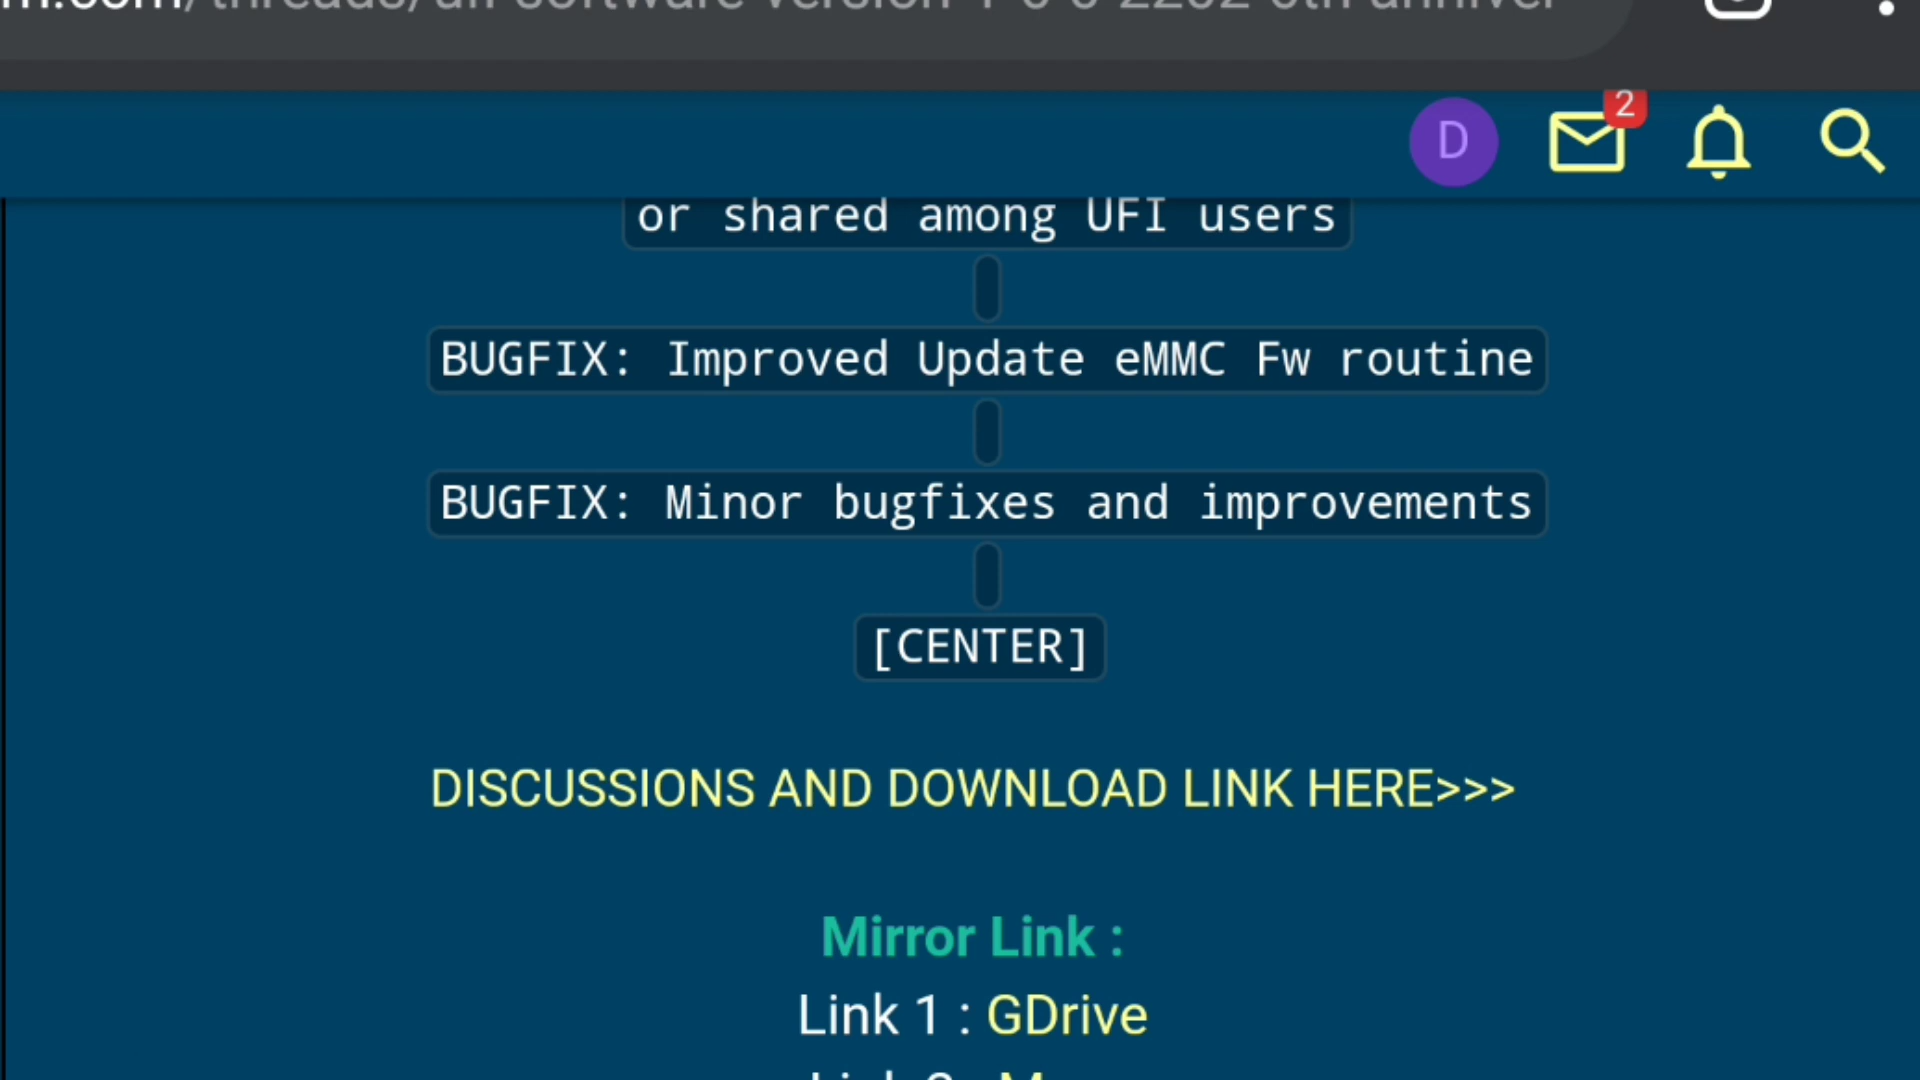 D
2
or shared among UFI users
BUGFIX: Improved Update eMMC Fw routine
BUGFIX: Minor bugfixes and improvements
[CENTER]
DISCUSSIONS AND DOWNLOAD LINK HERE>>>
Mirror Link :
Link 1 : GDrive